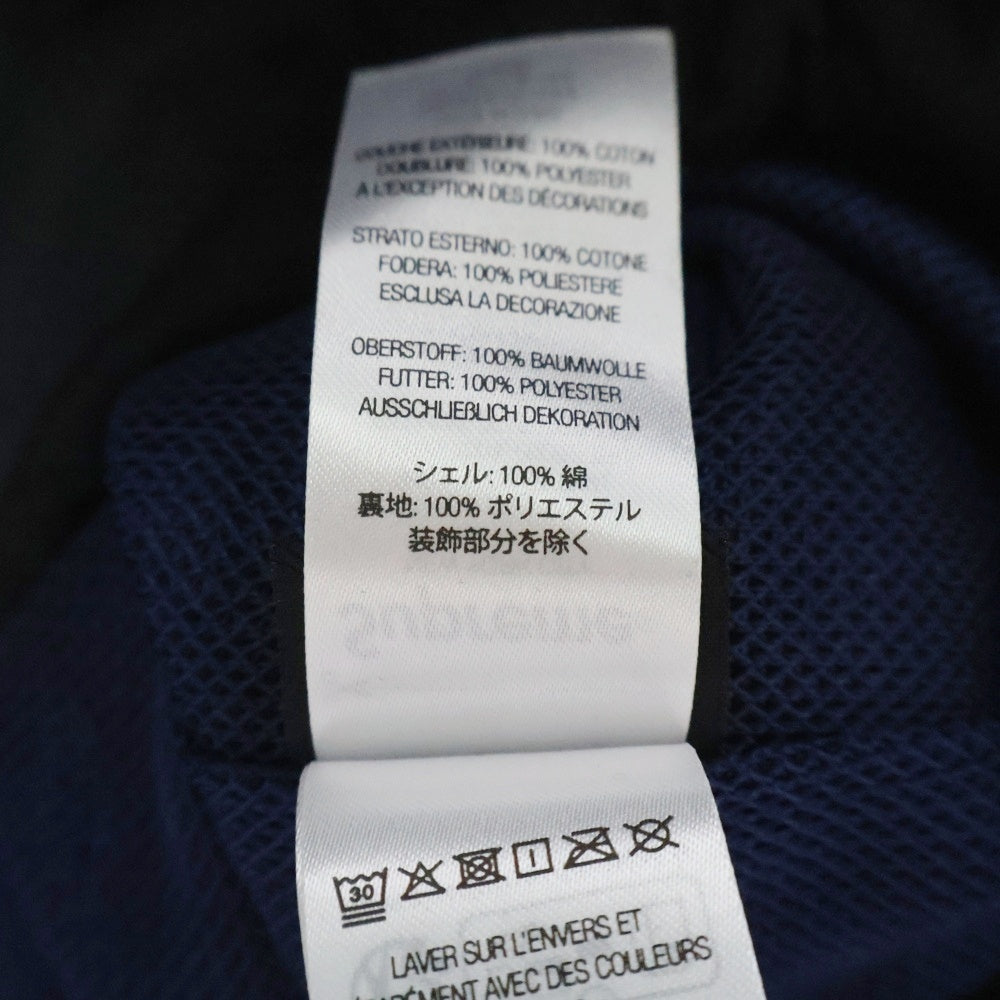 COUCHE EXTÉRIEURE: 100% COTON
DOUBLURE: 100% POLYESTER
A L'EXCEPTION DES DÉCORATIONS
STRATO ESTERNO: 100% COTONE
FODERA: 100% POLIESTERE
ESCLUSA LA DECORAZIONE
OBERSTOFF: 100% BAUMWOLLE
FUTTER: 100% POLYESTER
AUSSCHLIEßLICH DEKORATION
シェル: 100% 綿
裏地: 100% ポリエステル
装飾部分を除く
Supreme
30
LAVER SUR L'ENVERS ET
AVEC DES COULEURS